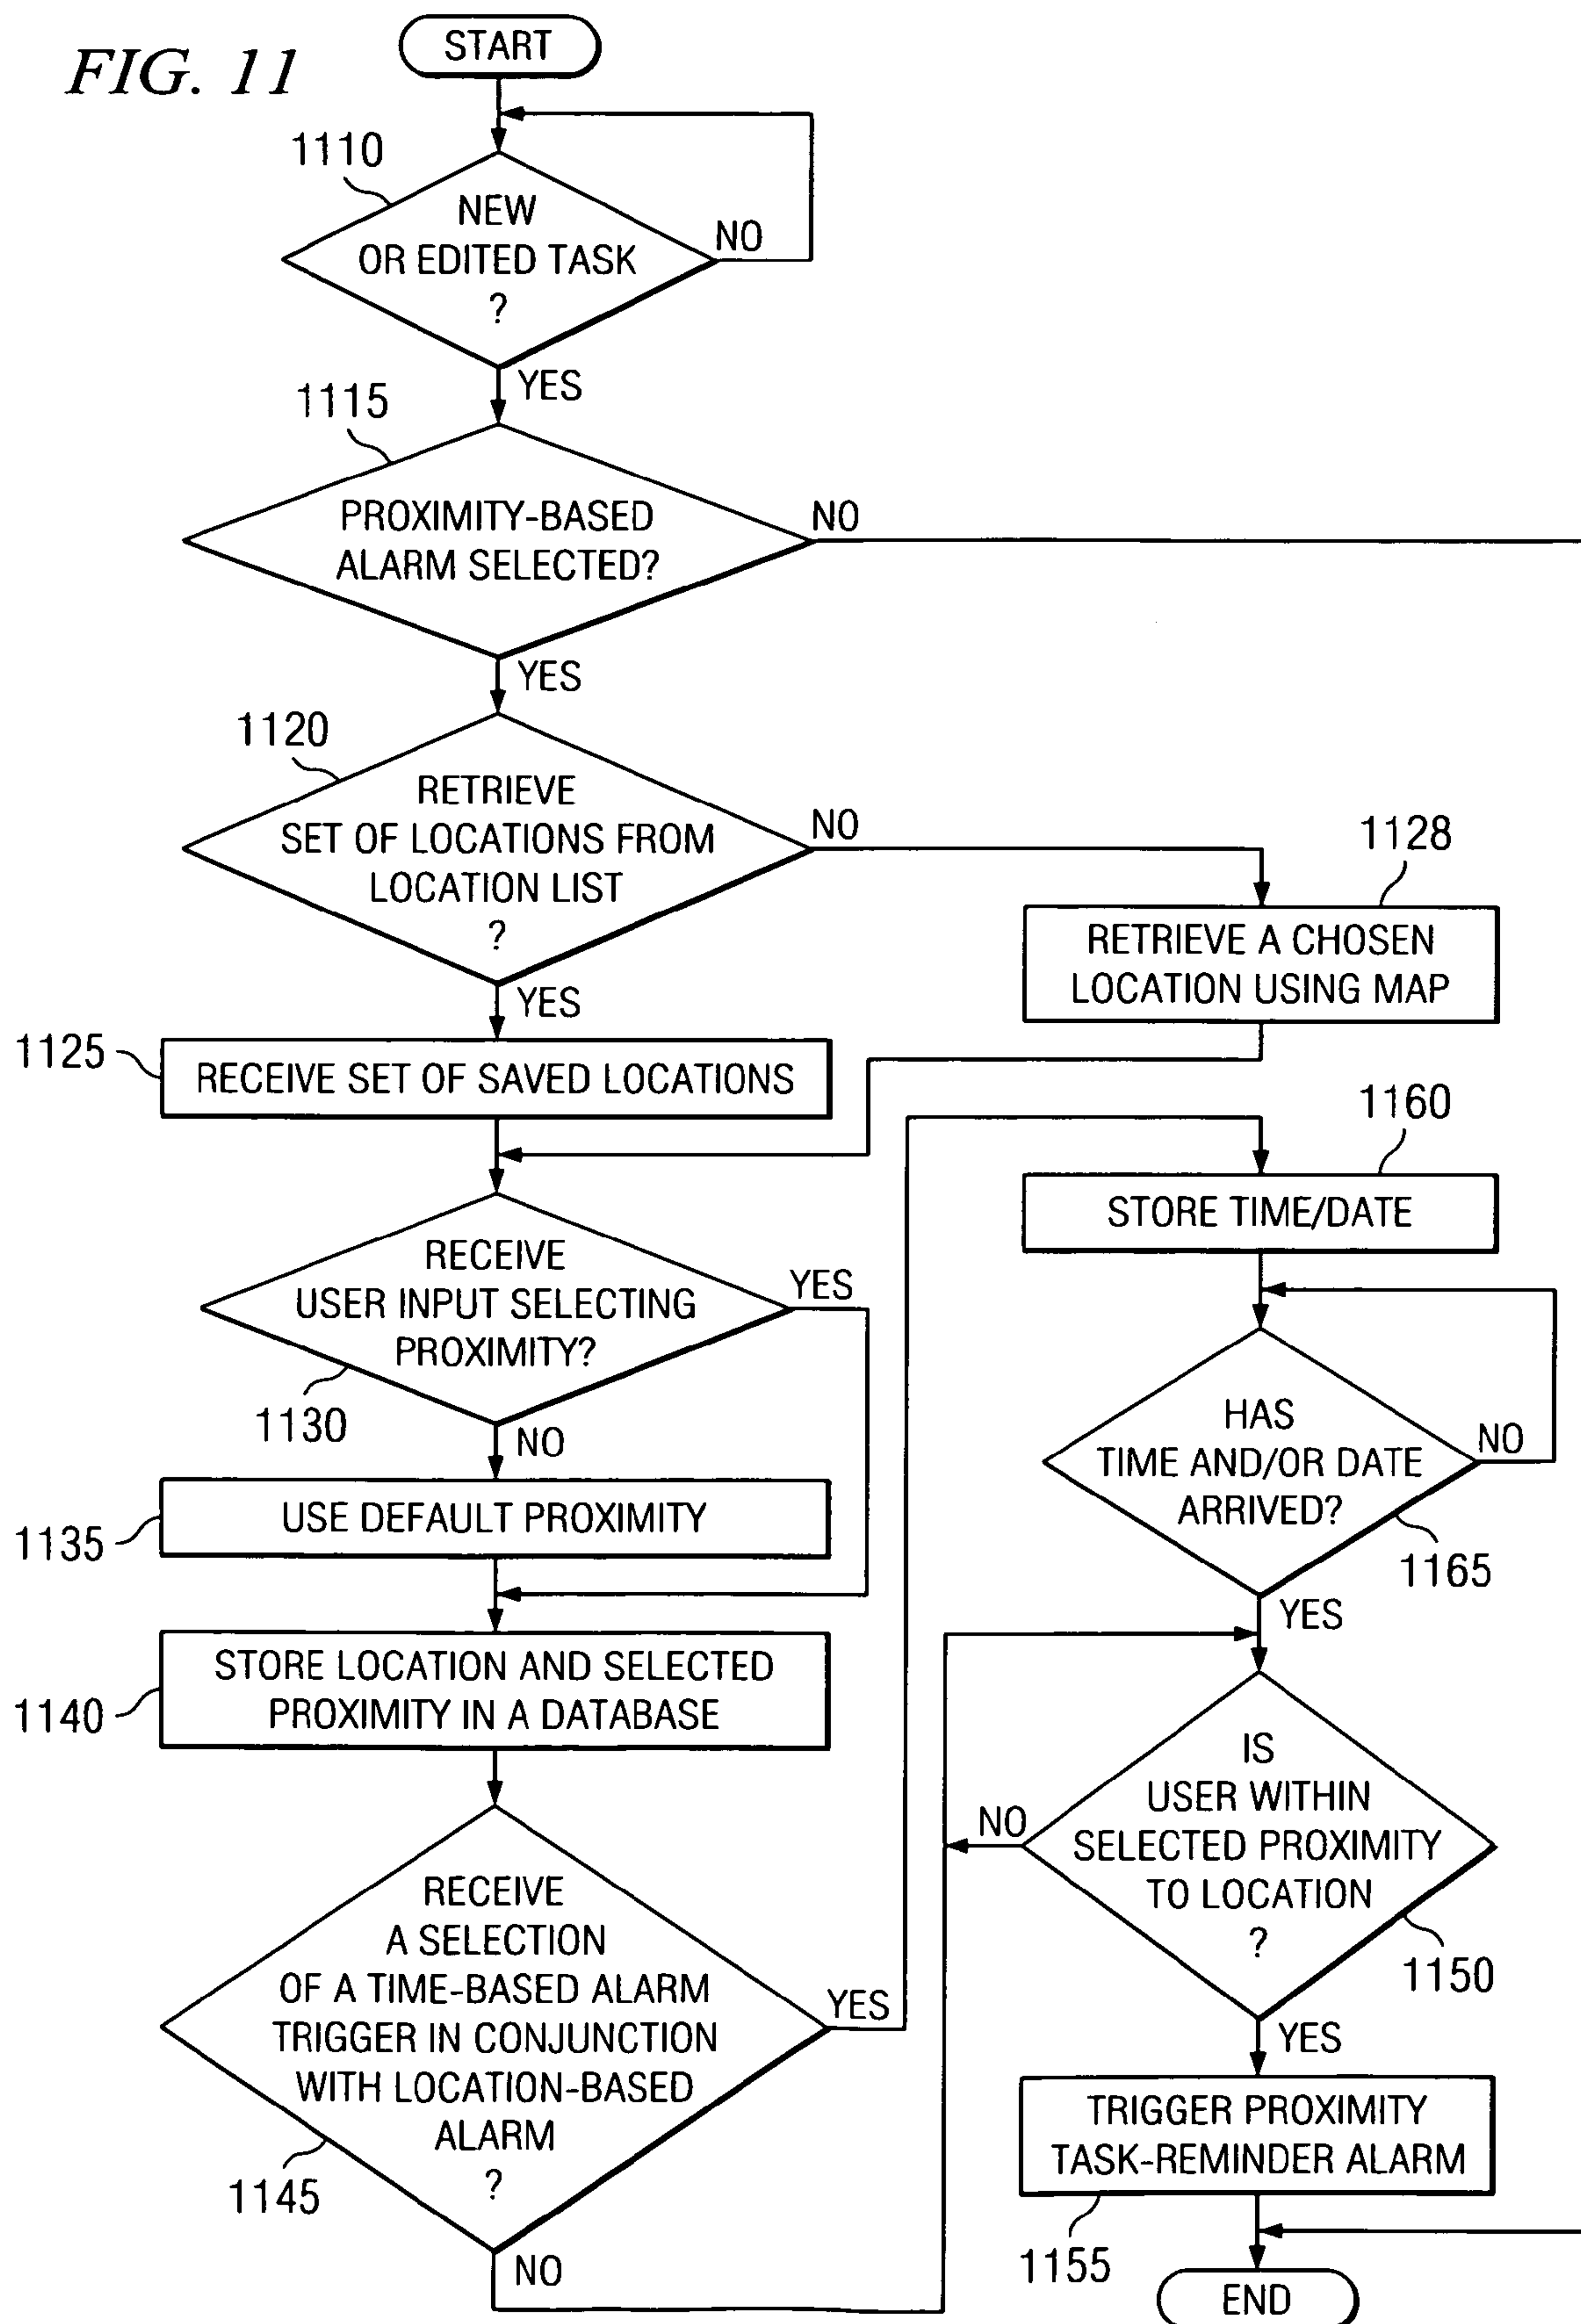 FIG. 11
START
1110
NEW
OR EDITED TASK
?
NO
YES
1115
PROXIMITY-BASED
ALARM SELECTED?
NO
YES
1120
RETRIEVE
SET OF LOCATIONS FROM
LOCATION LIST
?
NO
YES
1128
RETRIEVE A CHOSEN
LOCATION USING MAP
1125
RECEIVE SET OF SAVED LOCATIONS
RECEIVE
USER INPUT SELECTING
PROXIMITY?
YES
1130
NO
1135
USE DEFAULT PROXIMITY
1140
STORE LOCATION AND SELECTED
PROXIMITY IN A DATABASE
RECEIVE
A SELECTION
OF A TIME-BASED ALARM
TRIGGER IN CONJUNCTION
WITH LOCATION-BASED
ALARM
?
YES
1145
NO
1160
STORE TIME/DATE
HAS
TIME AND/OR DATE
ARRIVED?
NO
1165
YES
IS
USER WITHIN
SELECTED PROXIMITY
TO LOCATION
?
NO
1150
YES
TRIGGER PROXIMITY
TASK-REMINDER ALARM
1155
END